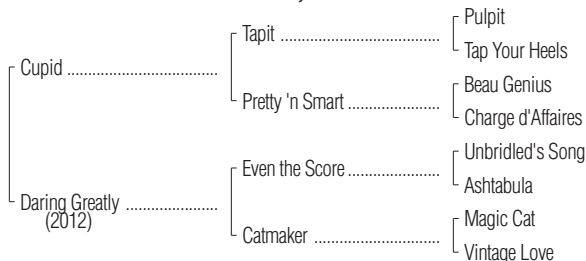 Pulpit
Tapit ..............................
Tap Your Heels
Cupid ............................
Beau Genius
Pretty 'n Smart ..................
Charge d'Affaires
Unbridled's Song
Even the Score .................
Ashtabula
Daring Greatly .................
(2012)
Magic Cat
Catmaker .......................
Vintage Love